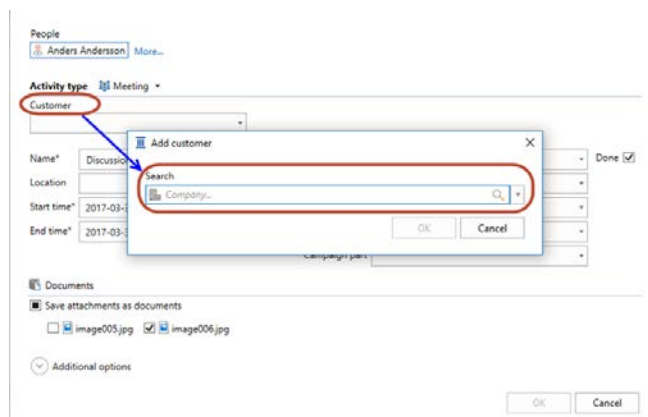 People
Anders Andersson More...
Activity type Meeting
Customer
Add customer
Name* Discussio Done
Search
Location Company...
Start time* 2017-03-
End time* 2017-03-3 OK Cancel
Campaign part
Documents
Save attachments as documents
image005.jpg image006.jpg
Additional options
OK Cancel